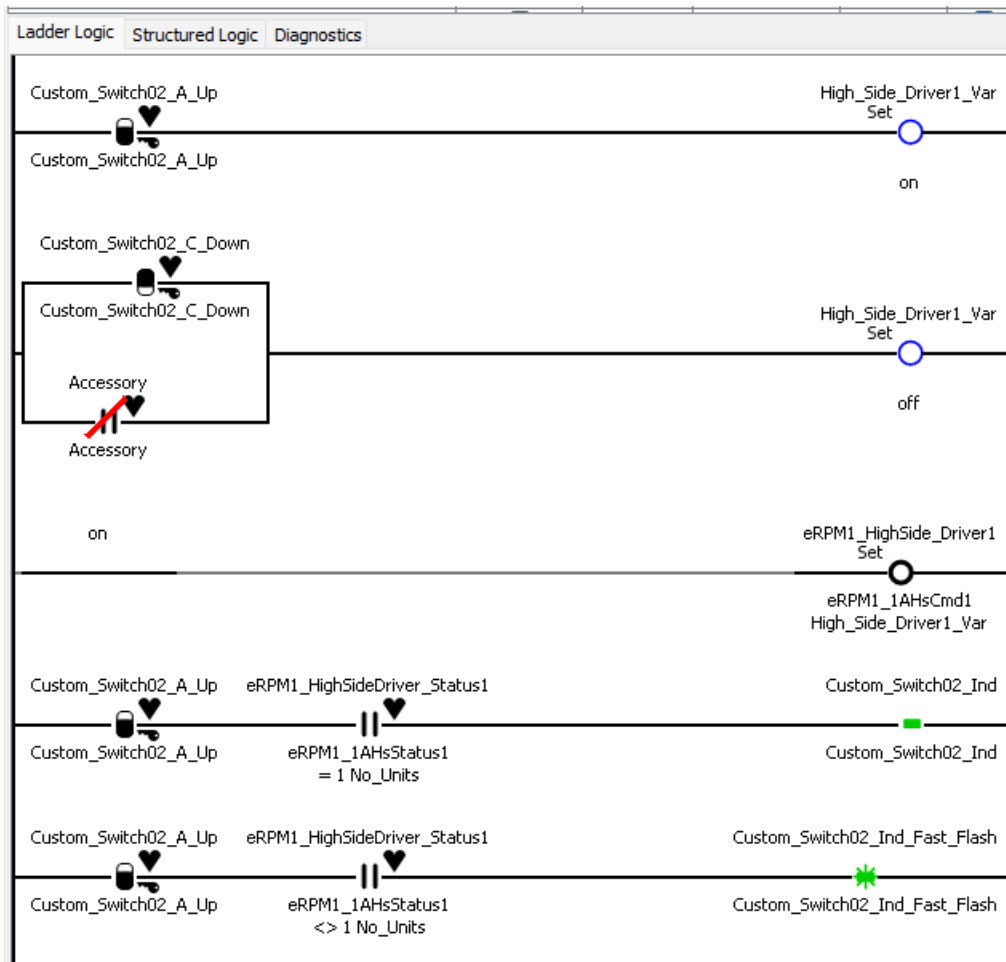 Ladder Logic Structured Logic Diagnostics
Custom_Switch02_A_Up High_Side_Driver1_Var
Set
Custom_Switch02_A_Up
on
Custom_Switch02_C_Down
Custom_Switch02_C_Down High_Side_Driver1_Var
Set
Accessory
off
Accessory
on eRPM1_HighSide_Driver1
Set
eRPM1_1AHsCmd1
High_Side_Driver1_Var
Custom_Switch02_A_Up eRPM1_HighSideDriver_Status1 Custom_Switch02_Ind
Custom_Switch02_A_Up eRPM1_1AHsStatus1 Custom_Switch02_Ind
= 1 No_Units
Custom_Switch02_A_Up eRPM1_HighSideDriver_Status1 Custom_Switch02_Ind_Fast_Flash
Custom_Switch02_A_Up eRPM1_1AHsStatus1 Custom_Switch02_Ind_Fast_Flash
<> 1 No_Units